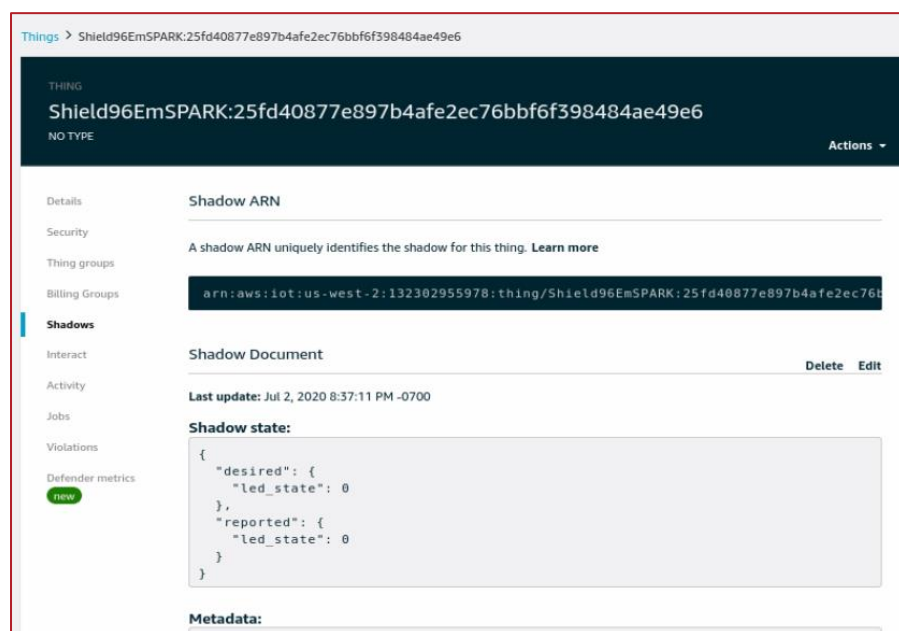 Things > Shield96EmSPARK:25fd40877e897b4afe2ec76bbf6f398484ae49e6
THING
Shield96EmSPARK:25fd40877e897b4afe2ec76bbf6f398484ae49e6
NO TYPE
Actions
Details
Security
Thing groups
Billing Groups
Shadows
Interact
Activity
Jobs
Violations
Defender metrics
new
Shadow ARN
A shadow ARN uniquely identifies the shadow for this thing. Learn more
arn:aws:iot:us-west-2:132302955978:thing/Shield96EmSPARK:25fd40877e897b4afe2ec76b
Shadow Document
Delete Edit
Last update: Jul 2, 2020 8:37:11 PM -0700
Shadow state:
{
"desired": {
"led_state": 0
},
"reported": {
"led_state": 0
}
}
Metadata: